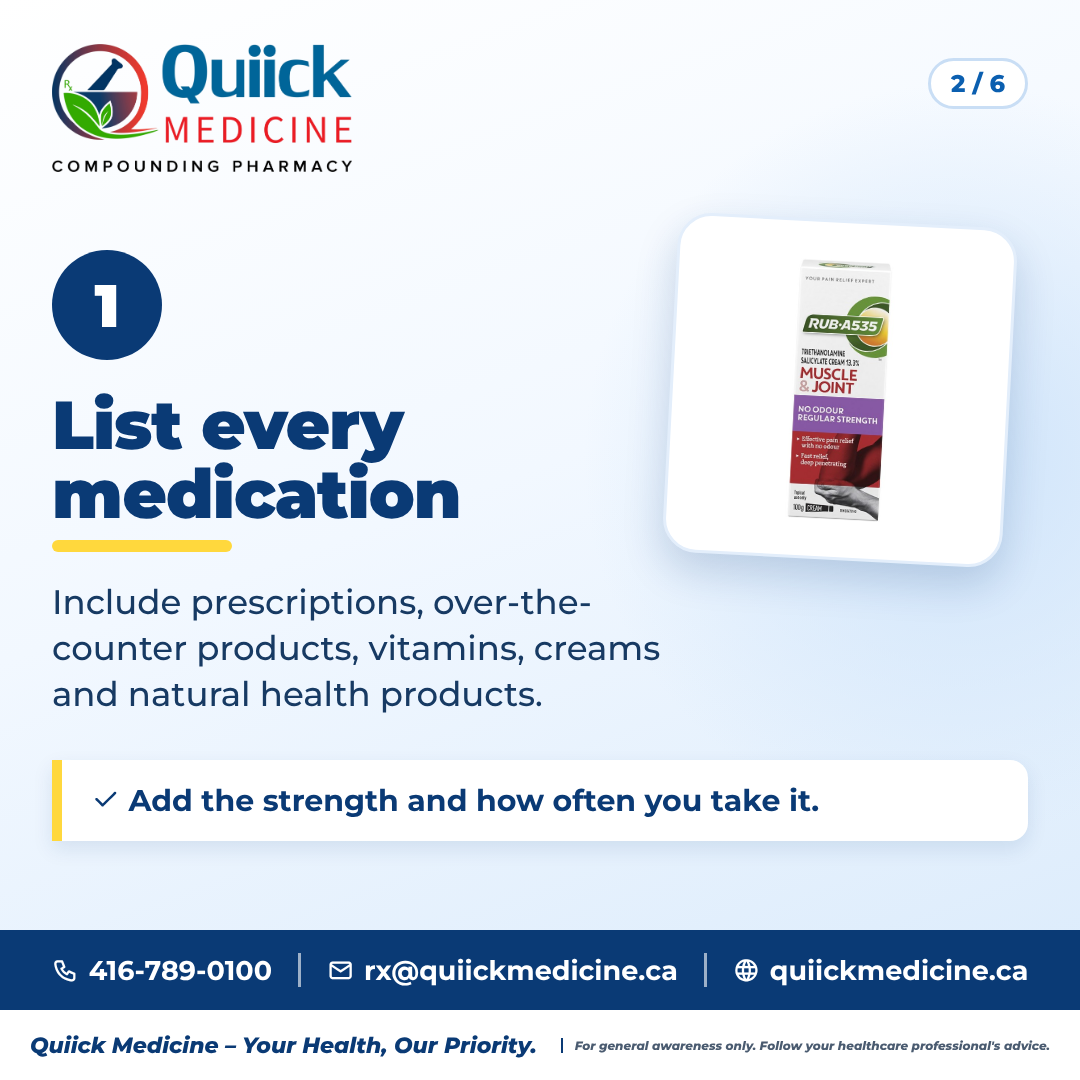 Quiick
MEDICINE
COMPOUNDING PHARMACY
2 / 6
1
List every
medication
Include prescriptions, over-the-
counter products, vitamins, creams
and natural health products.
YOUR PAIN RELIEF EXPERT
RUB·A535
TRIETHANOLAMINE
SALICYLATE CREAM 13.3%
MUSCLE
& JOINT
NO ODOUR
REGULAR STRENGTH
• Effective pain relief
with no odour
• Fast relief,
deep penetrating
100g CREAM
Add the strength and how often you take it.
416-789-0100
rx@quiickmedicine.ca
quiickmedicine.ca
Quiick Medicine – Your Health, Our Priority.
For general awareness only. Follow your healthcare professional's advice.